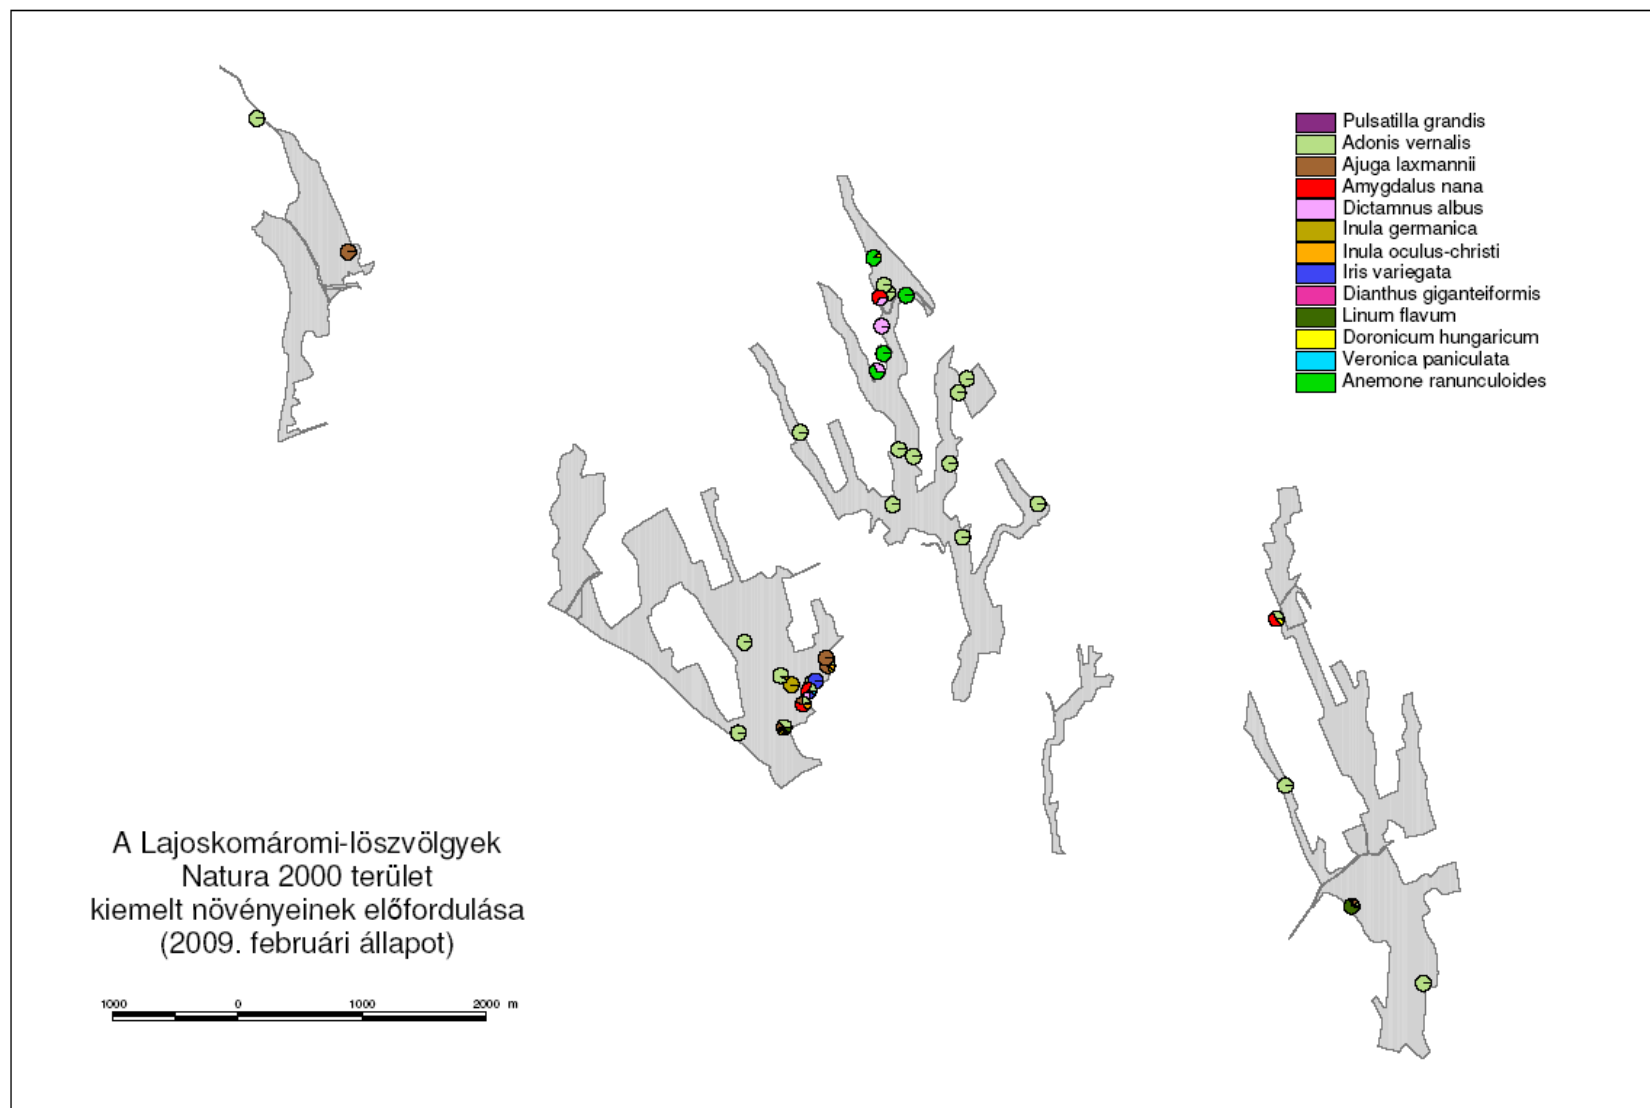 Pulsatilla grandis
Adonis vernalis
Ajuga laxmannii
Amygdalus nana
Dictamnus albus
Inula germanica
Inula oculus-christi
Iris variegata
Dianthus giganteiformis
Linum flavum
Doronicum hungaricum
Veronica paniculata
Anemone ranunculoides
A Lajoskomáromi-löszvölgyek
Natura 2000 terület
kiemelt növényeinek előfordulása
(2009. februári állapot)
1000 0 1000 2000 m